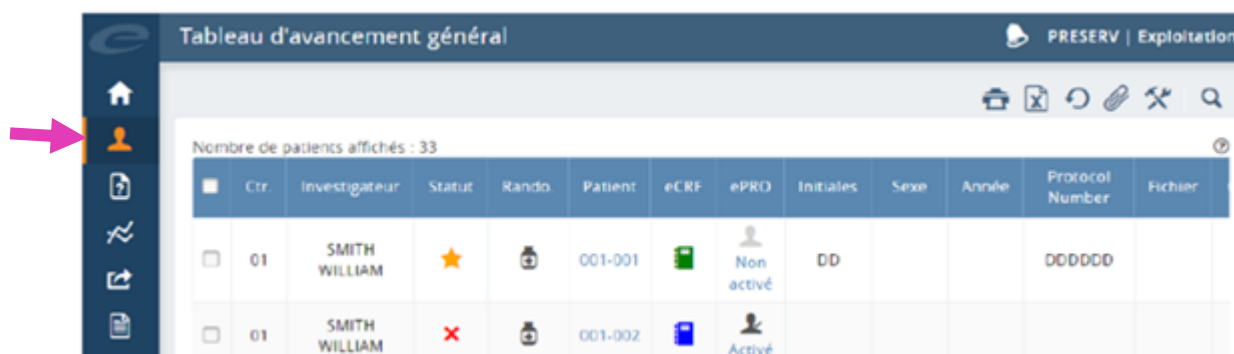 Tableau d'avancement général
PRESERV | Exploitation
Nombre de patients affichés : 33
Ctr. Investigateur Statut Rando. Patient eCRF ePRO Initiales Sexe Année Protocol Number Fichier
01 SMITH WILLIAM 001-001 Non activé DD DDDDDD
01 SMITH WILLIAM 001-002 Activé